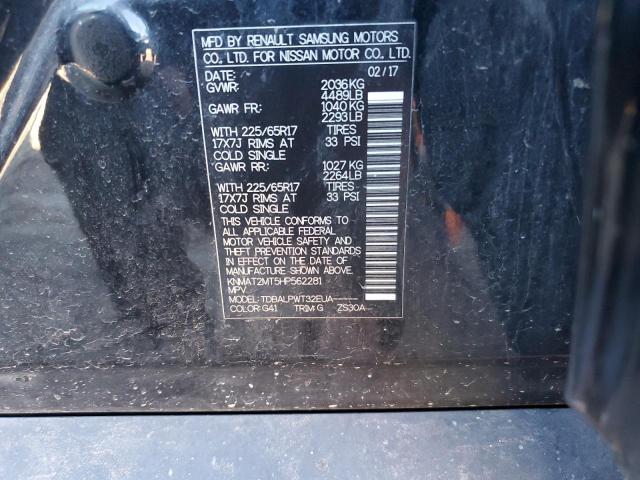 MFD BY RENAULT SAMSUNG MOTORS
CO., LTD. FOR NISSAN MOTOR CO., LTD.
DATE: 02/17
GVWR: 2036KG
4489LB
GAWR FR: 1040 KG
2293LB
WITH 225/65R17 TIRES
17X7J RIMS AT 33 PSI
COLD SINGLE
GAWR RR: 1027 KG
2264LB
WITH 225/65R17 TIRES
17X7J RIMS AT 33 PSI
COLD SINGLE
THIS VEHICLE CONFORMS TO
ALL APPLICABLE FEDERAL
MOTOR VEHICLE SAFETY AND
THEFT PREVENTION STANDARDS
IN EFFECT ON THE DATE OF
MANUFACTURE SHOWN ABOVE.
KNMAT2MT5HP562281
MPV
MODEL: TDBALPWT32EUA-----
COLOR: G41 TRIM: G ZS30A